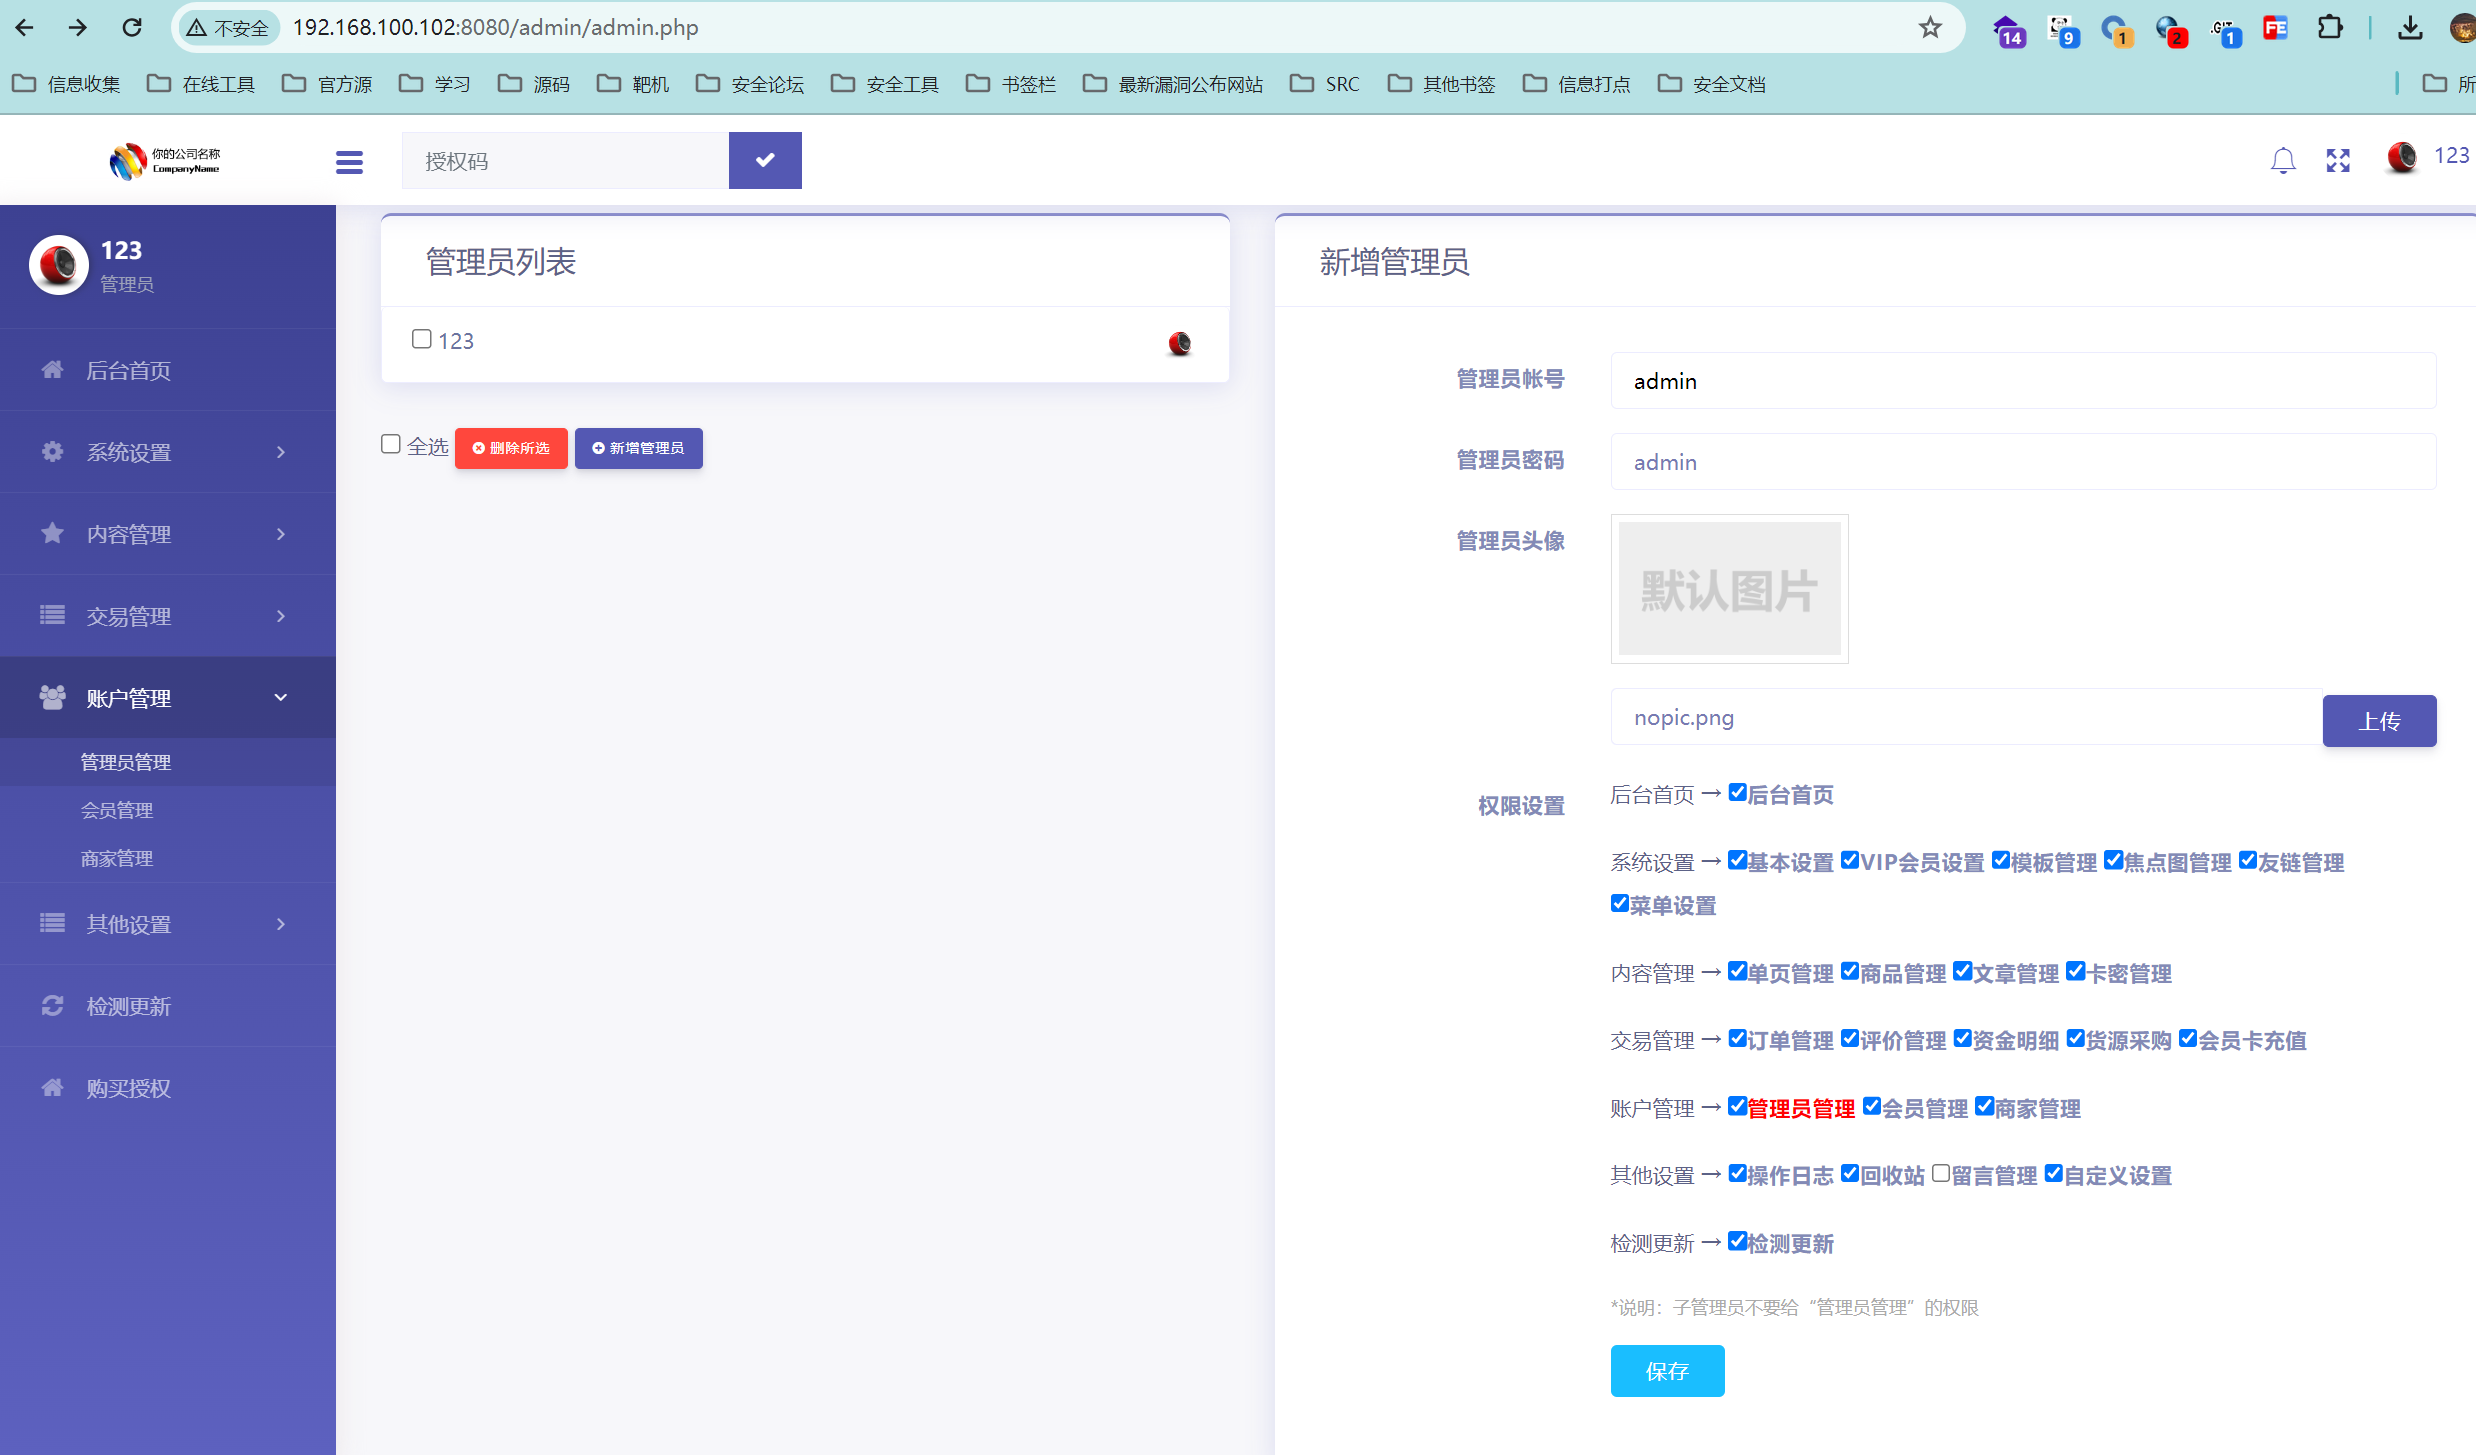 不安全 192.168.100.102:8080/admin/admin.php
14 9 1 2 .GIT 1 FE
信息收集 在线工具 官方源 学习 源码 靶机 安全论坛 安全工具 书签栏 最新漏洞公布网站 SRC 其他书签 信息打点 安全文档 所
你的公司名称
CompanyName
授权码
123
123
管理员
后台首页
系统设置
内容管理
交易管理
账户管理
管理员管理
会员管理
商家管理
其他设置
检测更新
购买授权
管理员列表
123
全选 删除所选 新增管理员
新增管理员
管理员帐号 admin
管理员密码 admin
管理员头像 默认图片
nopic.png 上传
权限设置 后台首页 → 后台首页
系统设置 → 基本设置 VIP会员设置 模板管理 焦点图管理 友链管理
菜单设置
内容管理 → 单页管理 商品管理 文章管理 卡密管理
交易管理 → 订单管理 评价管理 资金明细 货源采购 会员卡充值
账户管理 → 管理员管理 会员管理 商家管理
其他设置 → 操作日志 回收站 留言管理 自定义设置
检测更新 → 检测更新
*说明：子管理员不要给“管理员管理”的权限
保存